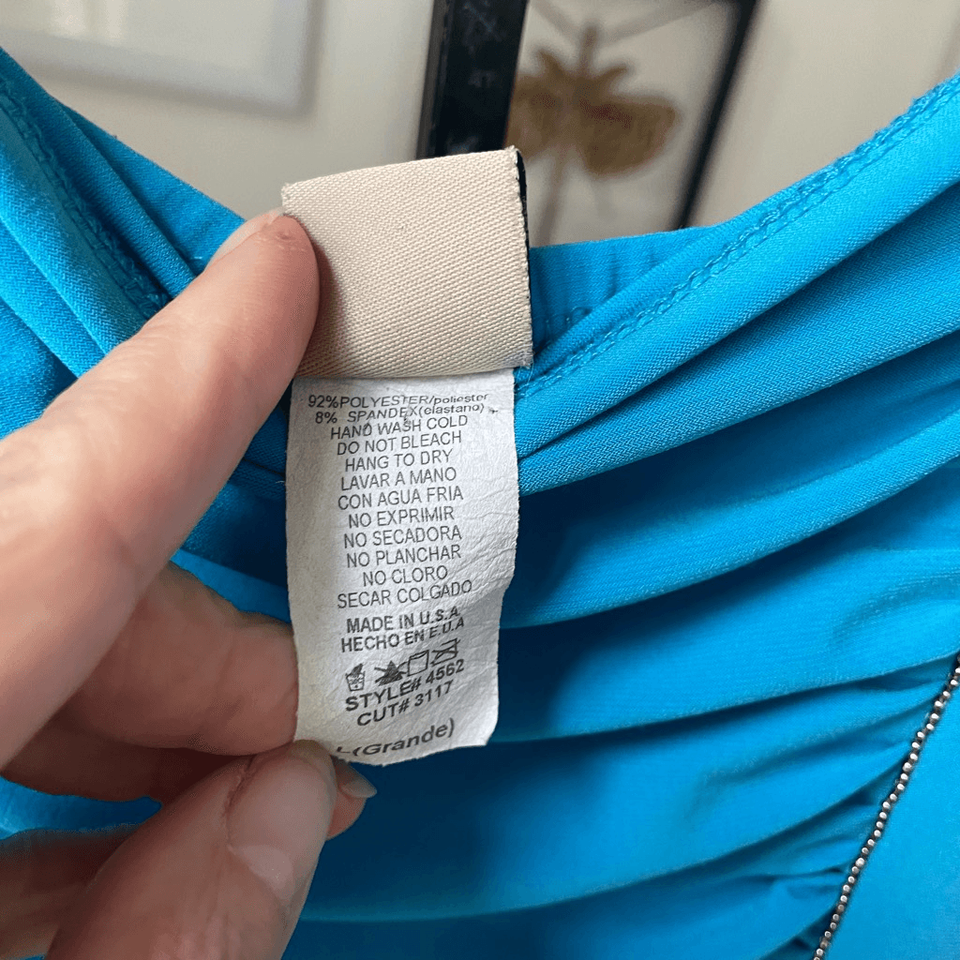 92%POLYESTER/poliester
8% SPANDEX(elastano)
HAND WASH COLD
DO NOT BLEACH
HANG TO DRY
LAVAR A MANO
CON AGUA FRIA
NO EXPRIMIR
NO SECADORA
NO PLANCHAR
NO CLORO
SECAR COLGADO
MADE IN U.S.A.
HECHO EN E.U.A
STYLE# 4562
CUT# 3117
L(Grande)